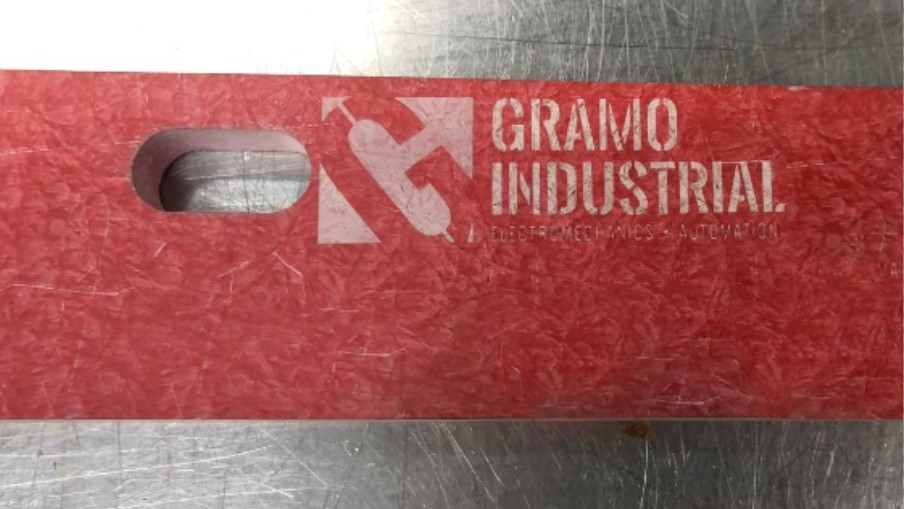 GRAMO
INDUSTRIAL
ELECTROMECHANICS + AUTOMATION